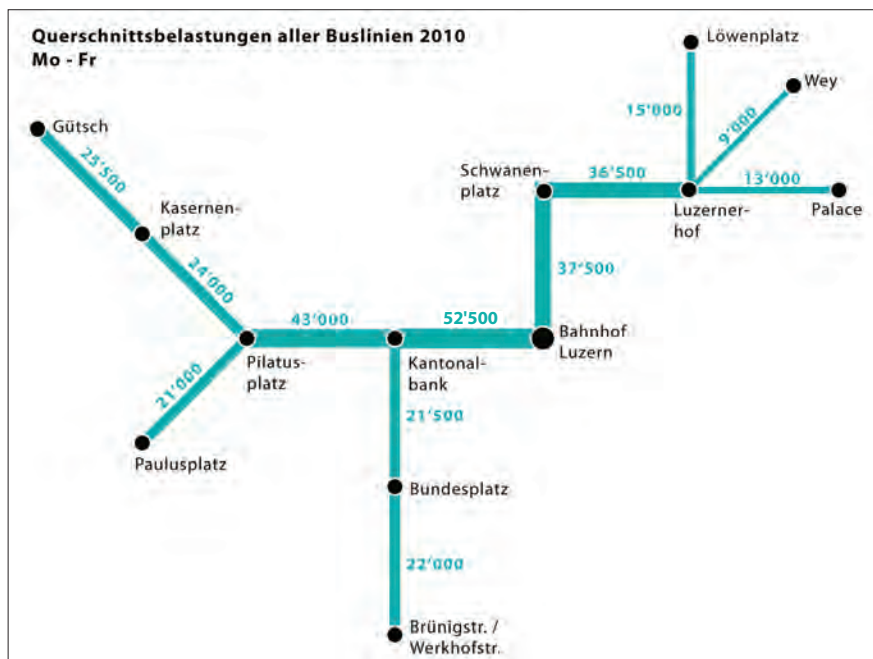 Querschnittsbelastungen aller Buslinien 2010
Mo - Fr
Löwenplatz
Wey
Gütsch
15'000
9'000
25'500
Schwanen-
platz
36'500
13'000
Kasernen-
platz
Luzerner-
hof
Palace
24'000
37'500
43'000
52'500
Bahnhof
Luzern
Pilatus-
platz
Kantonal-
bank
21'000
21'500
Paulusplatz
Bundesplatz
22'000
Brünigstr. /
Werkhofstr.